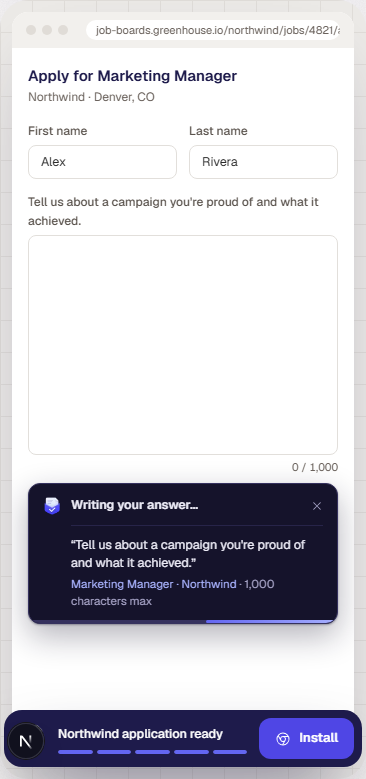 job-boards.greenhouse.io/northwind/jobs/4821/a
Apply for Marketing Manager
Northwind · Denver, CO
First name
Last name
Alex
Rivera
Tell us about a campaign you're proud of and what it
achieved.
0 / 1,000
Writing your answer...
“Tell us about a campaign you're proud of
and what it achieved.”
Marketing Manager · Northwind · 1,000
characters max
N
Northwind application ready
Install